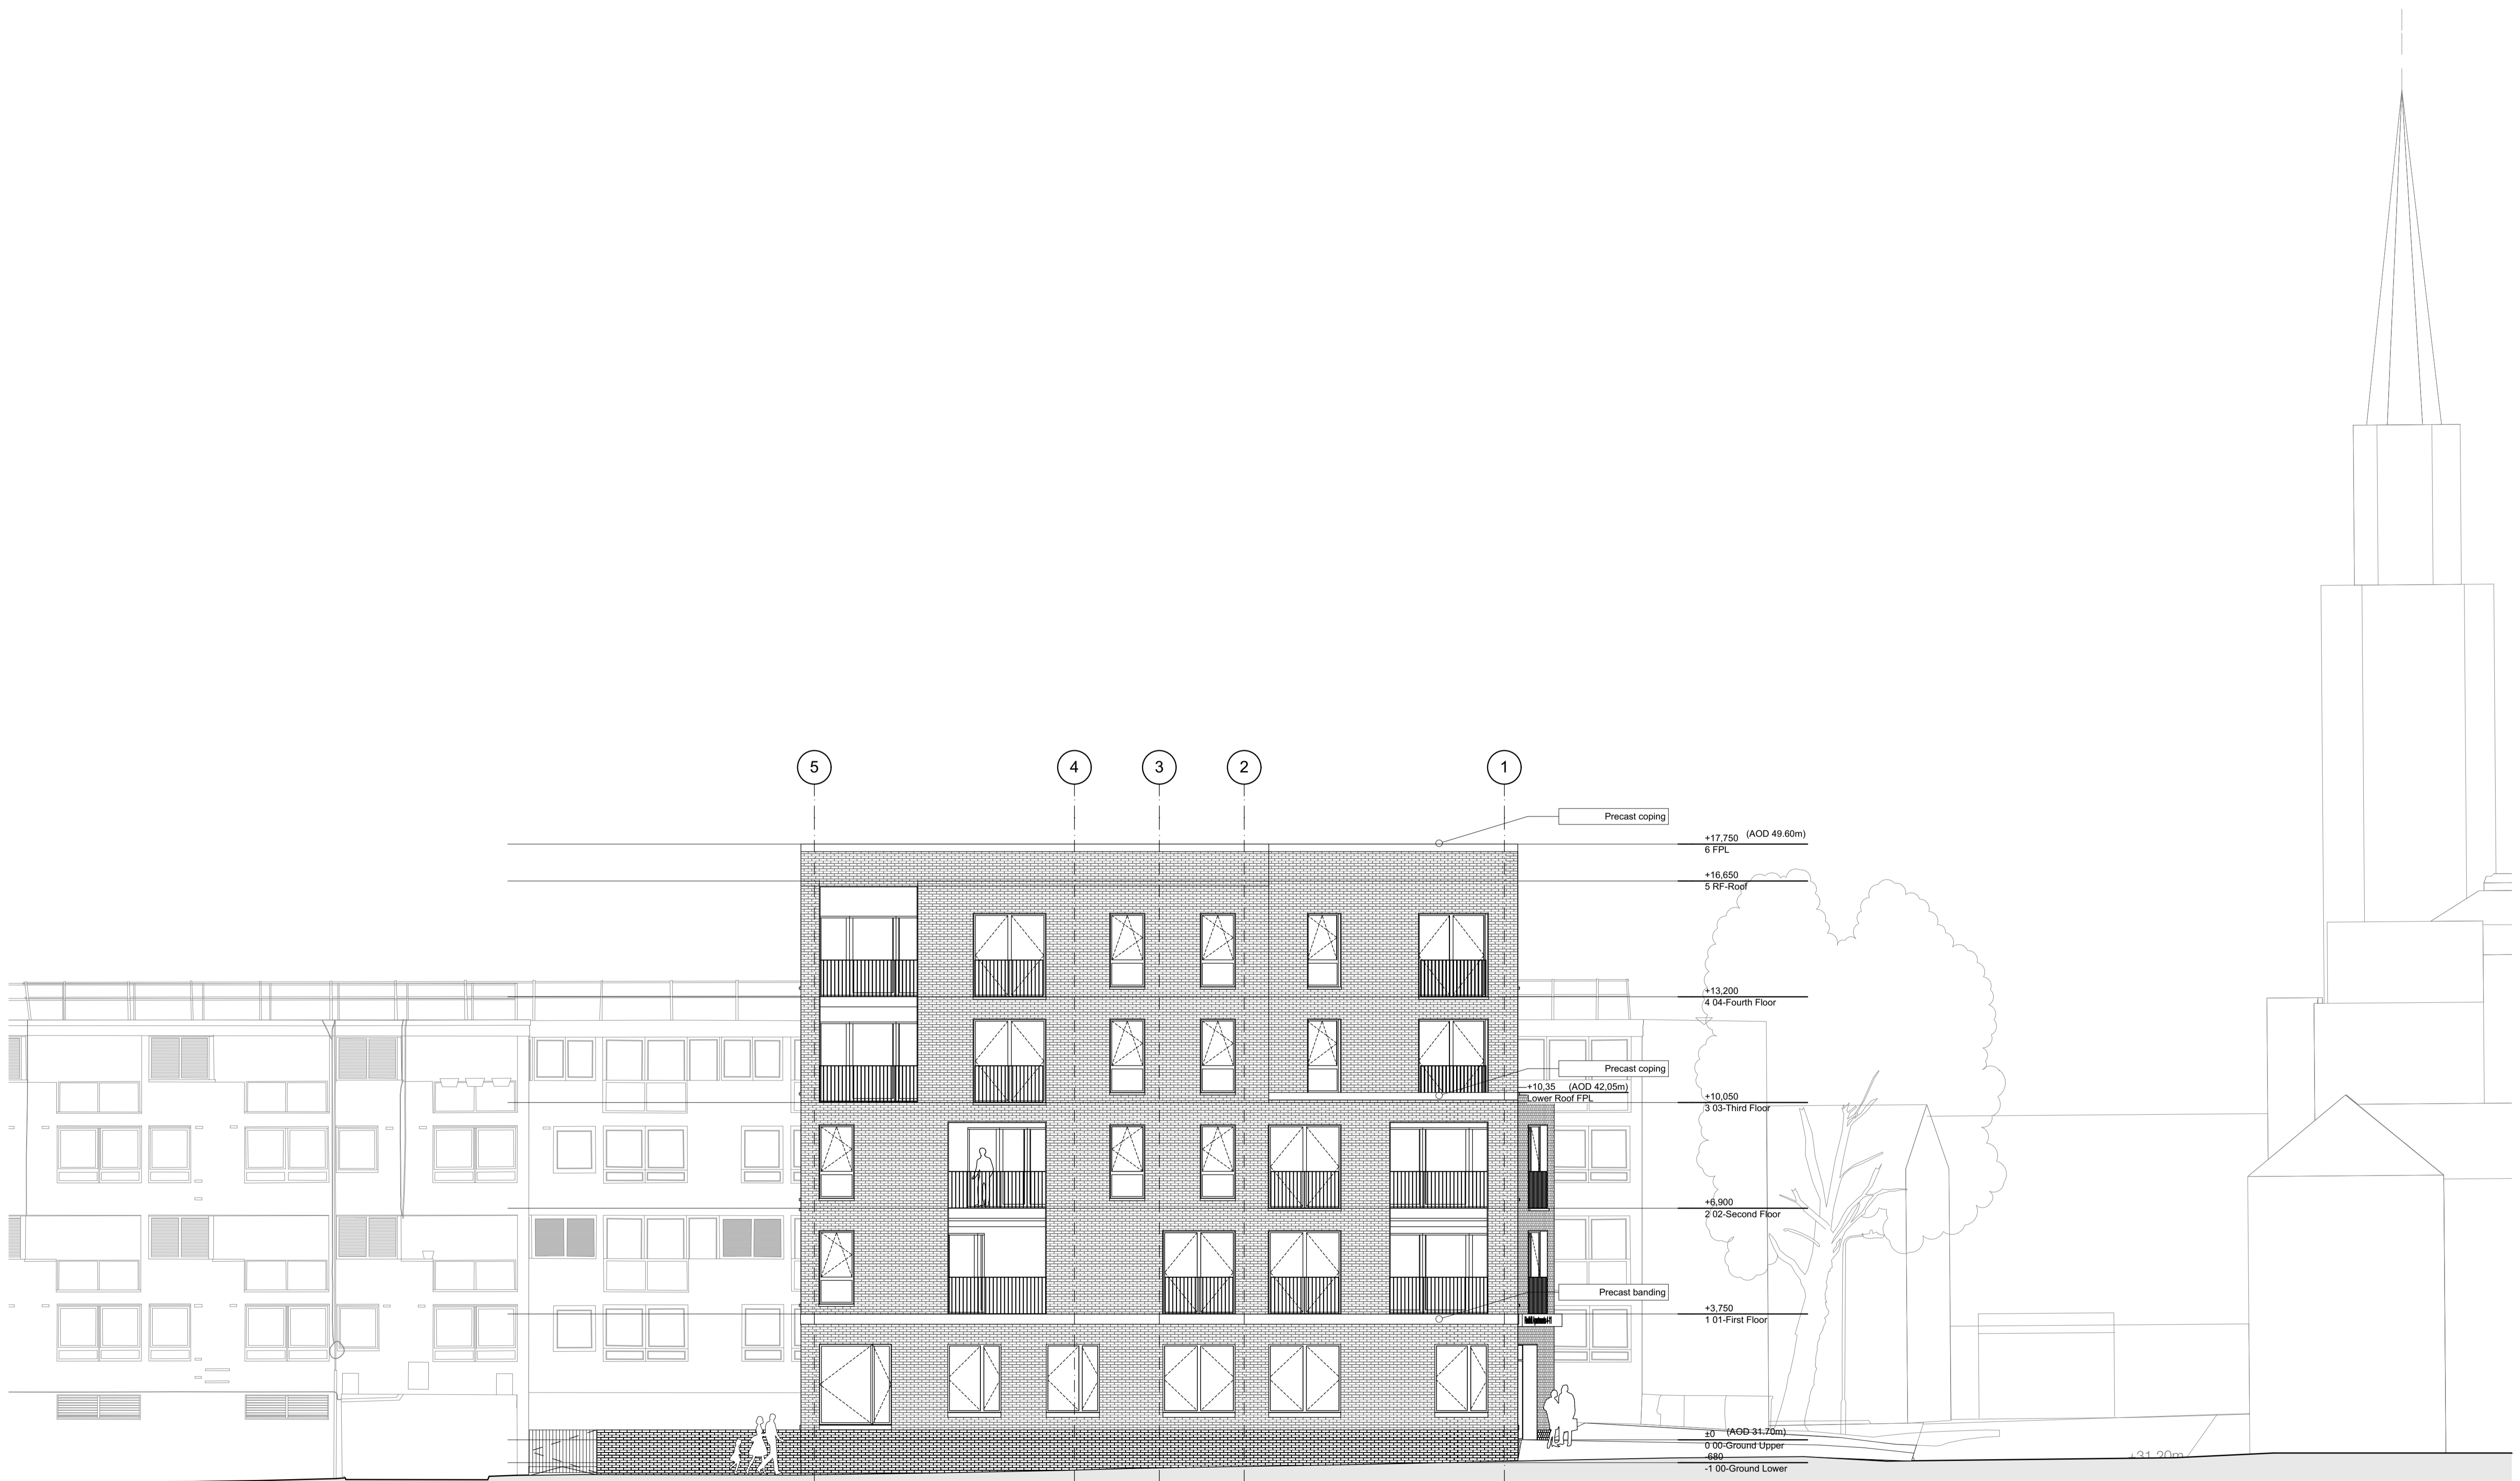 5
4
3
2
1
Precast coping
+17,750 (AOD 49.60m)
6 FPL
+16,650
5 RF-Roof
+13,200
4 04-Fourth Floor
Precast coping
+10,35 (AOD 42,05m)
Lower Roof FPL
+10,050
3 03-Third Floor
+6,900
2 02-Second Floor
Precast banding
+3,750
1 01-First Floor
±0 (AOD 31.70m)
0 00-Ground Upper
-680
-1 00-Ground Lower
+31.20m